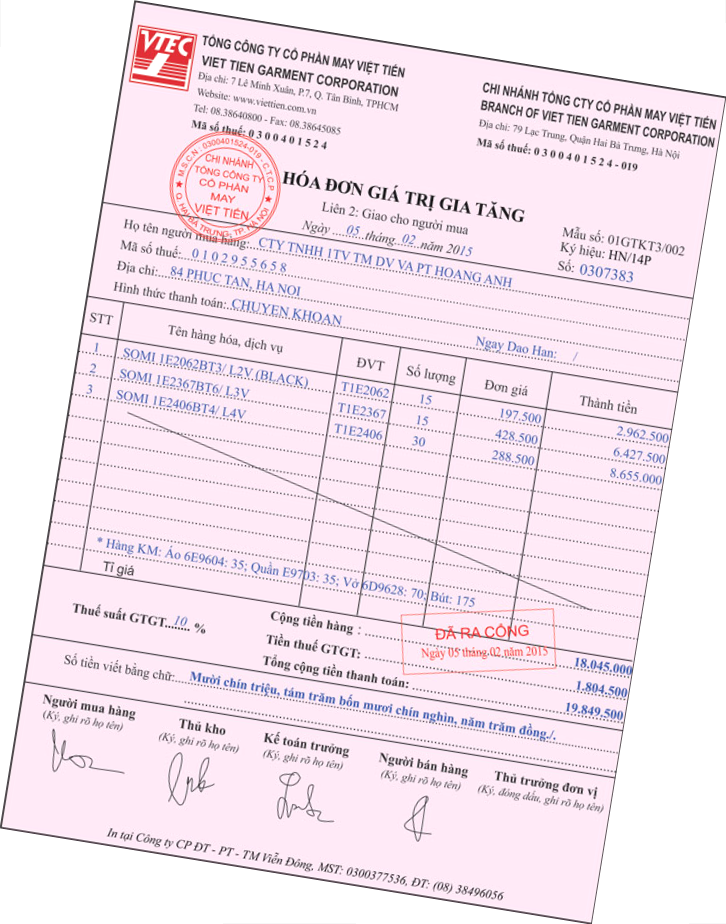 VTEC
TỔNG CÔNG TY CỔ PHẦN MAY VIỆT TIẾN
VIET TIEN GARMENT CORPORATION
Địa chỉ: 7 Lê Minh Xuân, P.7, Q. Tân Bình, TPHCM
Website: www.viettien.com.vn
Tel: 08.38640800 - Fax: 08.38645085
Mã số thuế: 0 3 0 0 4 0 1 5 2 4
CHI NHÁNH TỔNG CTY CỔ PHẦN MAY VIỆT TIẾN
BRANCH OF VIET TIEN GARMENT CORPORATION
Địa chỉ: 79 Lạc Trung, Quận Hai Bà Trưng, Hà Nội
Mã số thuế: 0 3 0 0 4 0 1 5 2 4 - 019
M.S.C.N : 0300401524-019 - C.T.C.P
CHI NHÁNH
TỔNG CÔNG TY
CỔ PHẦN
MAY
VIỆT TIẾN
HAI BÀ TRƯNG, TP. HÀ NỘI
HÓA ĐƠN GIÁ TRỊ GIA TĂNG
Liên 2: Giao cho người mua
Ngày ....05 .tháng ..02 .năm 2015
Mẫu số: 01GTKT3/002
Ký hiệu: HN/14P
Số: 0307383
Họ tên người mua hàng: CTY TNHH 1TV TM DV VA PT HOANG ANH
Mã số thuế: 0 1 0 2 9 5 5 6 5 8
Địa chỉ: 84 PHUC TAN, HA NOI
Hình thức thanh toán: CHUYEN KHOAN
Ngay Dao Han: /
STT Tên hàng hóa, dịch vụ ĐVT Số lượng Đơn giá Thành tiền
1 SOMI 1E2062BT3/ L2V (BLACK) T1E2062 15 197.500 2.962.500
2 SOMI 1E2367BT6/ L3V T1E2367 15 428.500 6.427.500
3 SOMI 1E2406BT4/ L4V T1E2406 30 288.500 8.655.000
* Hàng KM: Áo 6E9604: 35; Quần E9703: 35; Vở 6D9628: 70; Bút: 175
Tỉ giá
Cộng tiền hàng : 18.045.000
Thuế suất GTGT......10 % Tiền thuế GTGT: 1.804.500
Tổng cộng tiền thanh toán: 19.849.500
ĐÃ RA CỔNG
Ngày 05 tháng 02 năm 2015
Số tiền viết bằng chữ: Mười chín triệu, tám trăm bốn mươi chín nghìn, năm trăm đồng./.
Người mua hàng Thủ kho Kế toán trưởng Người bán hàng Thủ trưởng đơn vị
(Ký, ghi rõ họ tên) (Ký, ghi rõ họ tên) (Ký, ghi rõ họ tên) (Ký, ghi rõ họ tên) (Ký, đóng dấu, ghi rõ họ tên)
In tại Công ty CP ĐT - PT - TM Viễn Đông, MST: 0300377536, ĐT: (08) 38496056